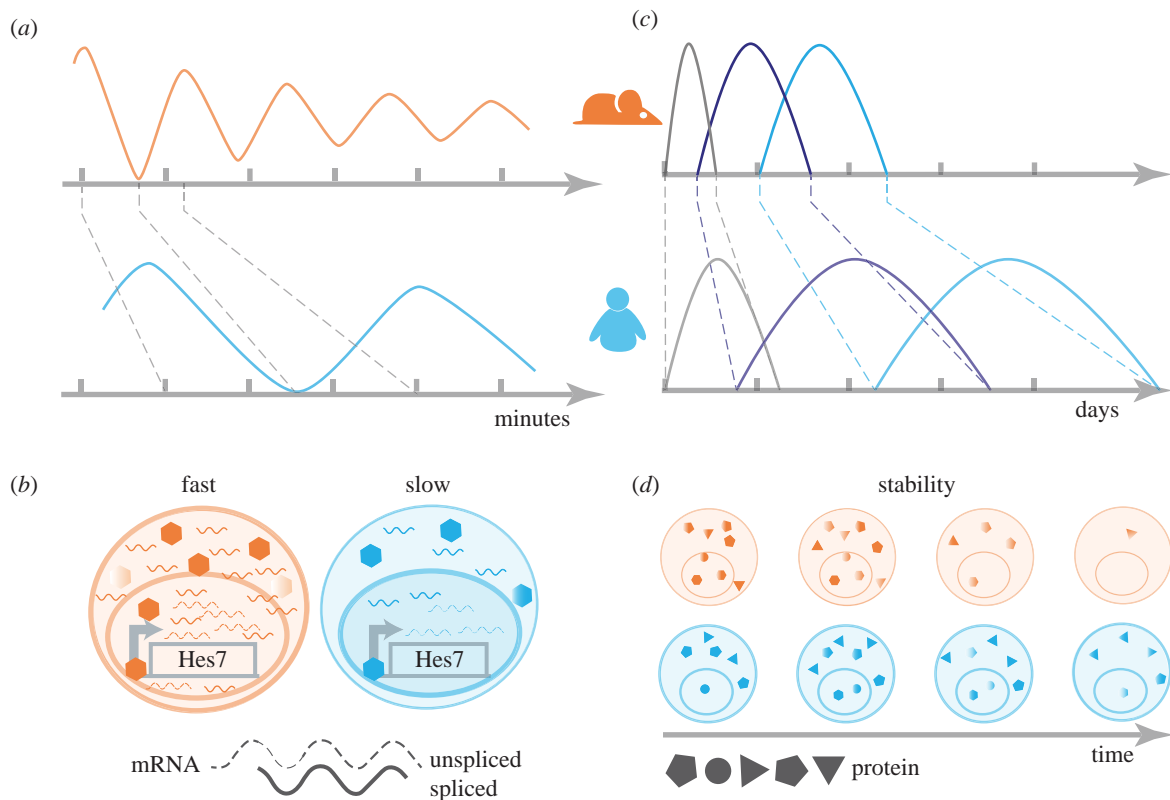 (a)
minutes
(c)
days
(b)
fast
slow
Hes7
Hes7
mRNA
unspliced
spliced
(d)
stability
time
protein